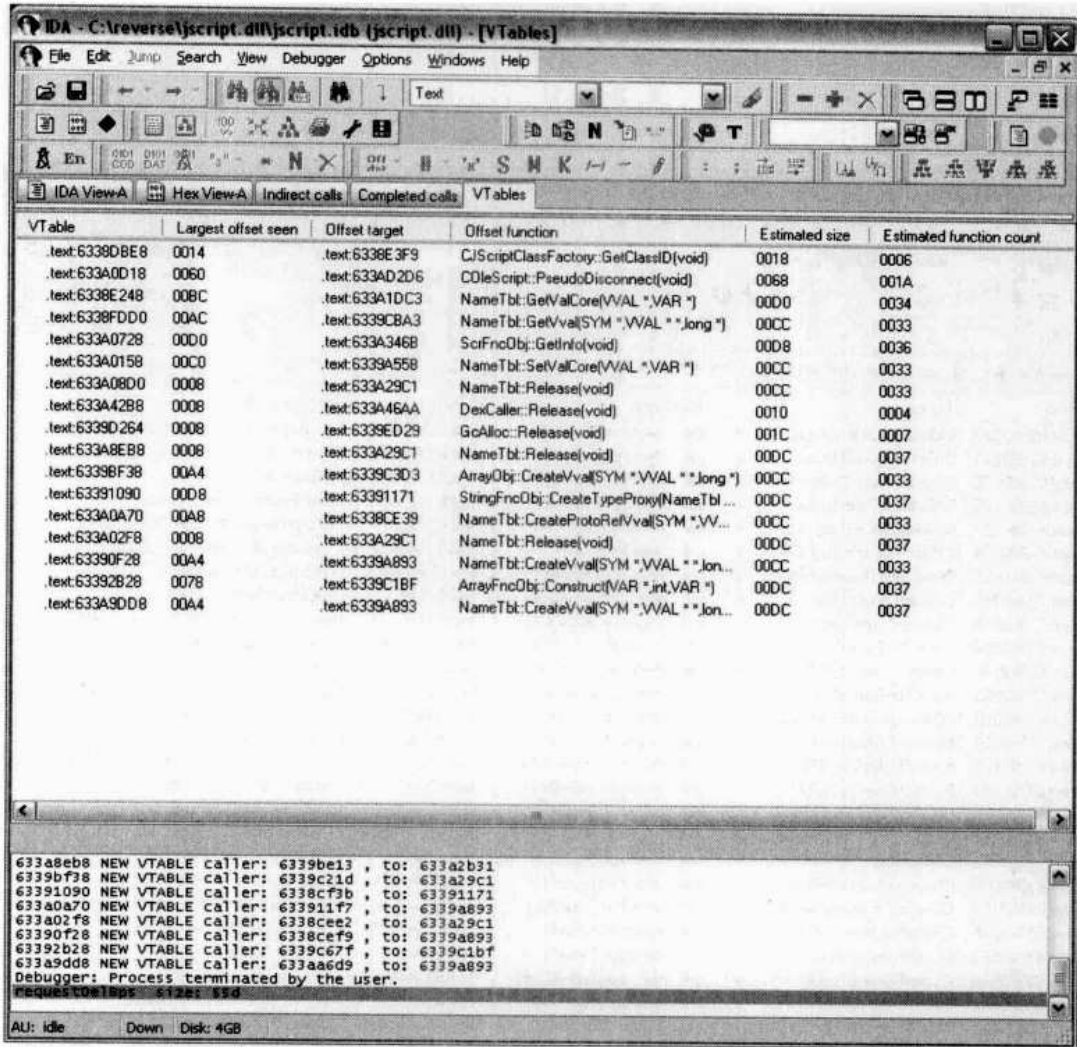 IDA - C:\reverse\jscript.dll\jscript.idb (jscript.dll) - [VTables]
File Edit Jump Search View Debugger Options Windows Help
Text
En
N T
S M K
IDA View-A Hex View-A Indirect calls Completed calls VTables
VTable Largest offset seen Offset target Offset function Estimated size Estimated function count
.text:6338DBE8 0014 .text:6338E3F9 CJScriptClassFactory::GetClassID(void) 0018 0006
.text:633A0D18 0060 .text:633AD2D6 COleScript::PseudoDisconnect(void) 0068 001A
.text:6338E248 00BC .text:633A1DC3 NameTbl::GetValCore(VVAL *,VAR *) 00D0 0034
.text:6338FDD0 00AC .text:6339CBA3 NameTbl::GetVval(SYM *,VVAL * *,long *) 00CC 0033
.text:633A0728 00D0 .text:633A346B ScrFncObj::GetInfo(void) 00D8 0036
.text:633A0158 00C0 .text:6339A558 NameTbl::SetValCore(VVAL *,VAR *) 00CC 0033
.text:633A08D0 0008 .text:633A29C1 NameTbl::Release(void) 00CC 0033
.text:633A42B8 0008 .text:633A46AA DexCaller::Release(void) 0010 0004
.text:6339D264 0008 .text:6339ED29 GcAlloc::Release(void) 001C 0007
.text:633A8EB8 0008 .text:633A29C1 NameTbl::Release(void) 00DC 0037
.text:6339BF38 00A4 .text:6339C3D3 ArrayObj::CreateVval(SYM *,VVAL * *,long *) 00CC 0033
.text:63391090 00D8 .text:63391171 StringFncObj::CreateTypeProxy(NameTbl ... 00DC 0037
.text:633A0A70 00A8 .text:6338CE39 NameTbl::CreateProtoRefVval(SYM *,VV... 00CC 0033
.text:633A02F8 0008 .text:633A29C1 NameTbl::Release(void) 00DC 0037
.text:63390F28 00A4 .text:6339A893 NameTbl::CreateVval(SYM *,VVAL * *,lon... 00CC 0033
.text:63392B28 0078 .text:6339C1BF ArrayFncObj::Construct(VAR *,int,VAR *) 00DC 0037
.text:633A9DD8 00A4 .text:6339A893 NameTbl::CreateVval(SYM *,VVAL * *,lon... 00DC 0037
633a8eb8 NEW VTABLE caller: 6339be13 , to: 633a2b31
6339bf38 NEW VTABLE caller: 6339c21d , to: 633a29c1
63391090 NEW VTABLE caller: 6338cf3b , to: 63391171
633a0a70 NEW VTABLE caller: 633911f7 , to: 6339a893
633a02f8 NEW VTABLE caller: 6338cee2 , to: 633a29c1
63390f28 NEW VTABLE caller: 6338cef9 , to: 6339a893
63392b28 NEW VTABLE caller: 6339c67f , to: 6339c1bf
633a9dd8 NEW VTABLE caller: 633aa6d9 , to: 6339a893
Debugger: Process terminated by the user.
requestDelBps size: 55d
AU: idle Down Disk: 4GB